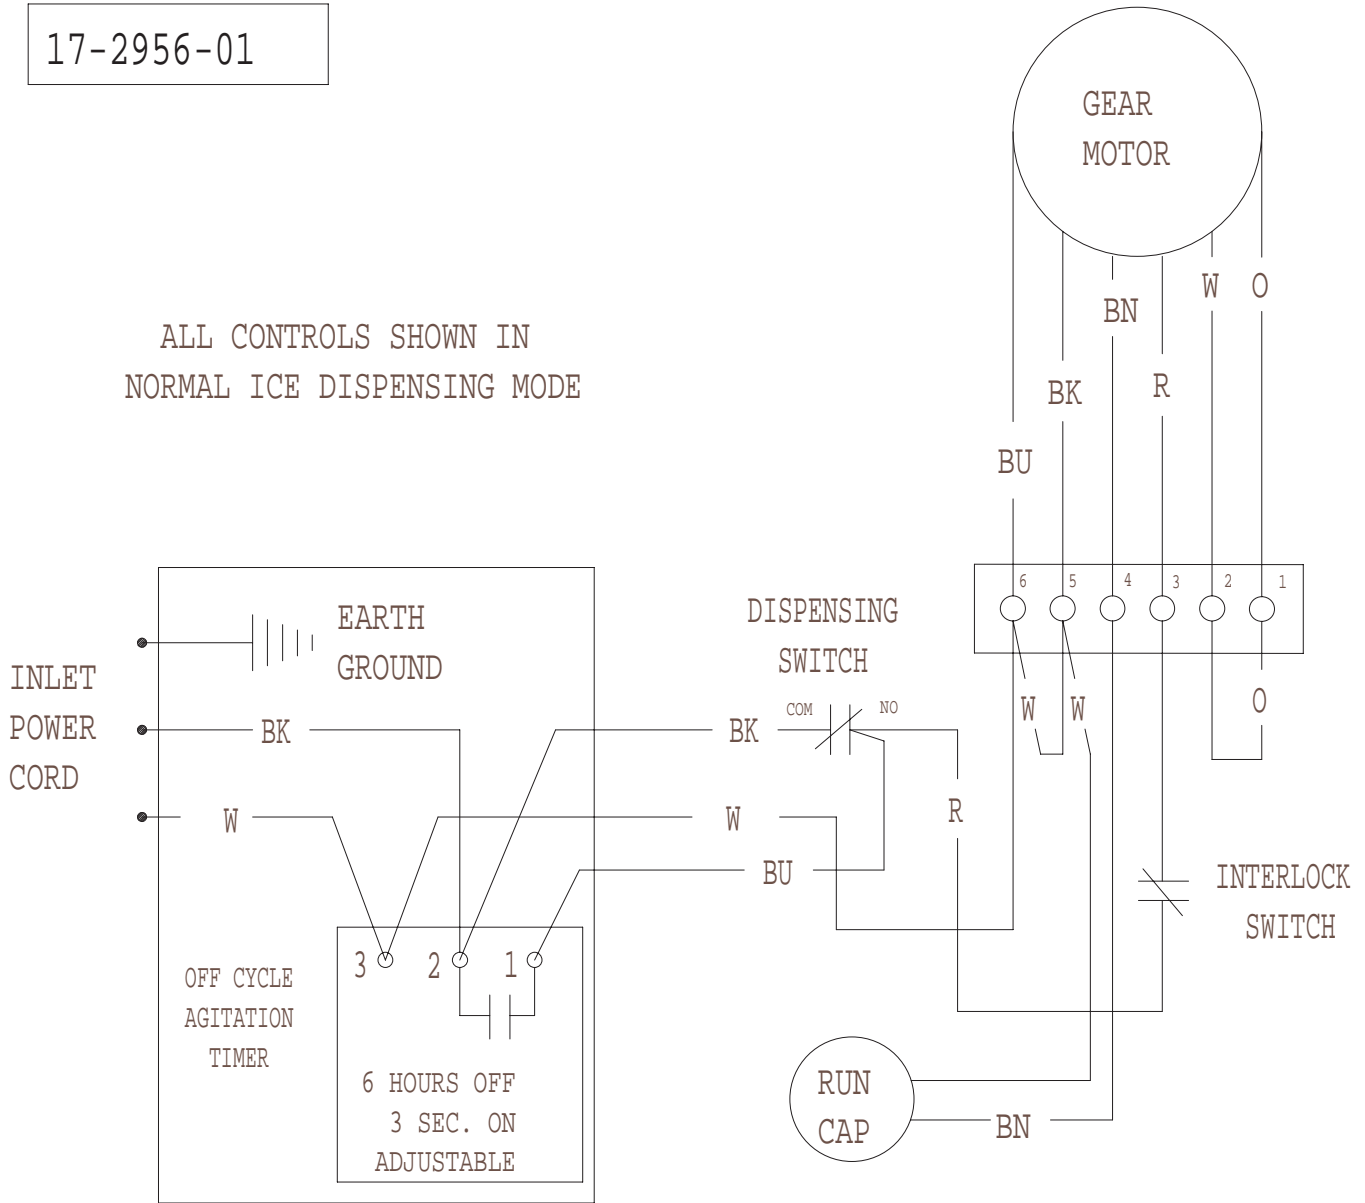 17-2956-01
GEAR
MOTOR
W O
BN
ALL CONTROLS SHOWN IN
NORMAL ICE DISPENSING MODE
BK
R
BU
6 5 4 3 2 1
EARTH
GROUND
DISPENSING
SWITCH
INLET
POWER
CORD
BK
BK
COM
NO
W
W
O
W
W
R
BU
INTERLOCK
SWITCH
3 2 1
OFF CYCLE
AGITATION
TIMER
6 HOURS OFF
3 SEC. ON
ADJUSTABLE
RUN
CAP
BN